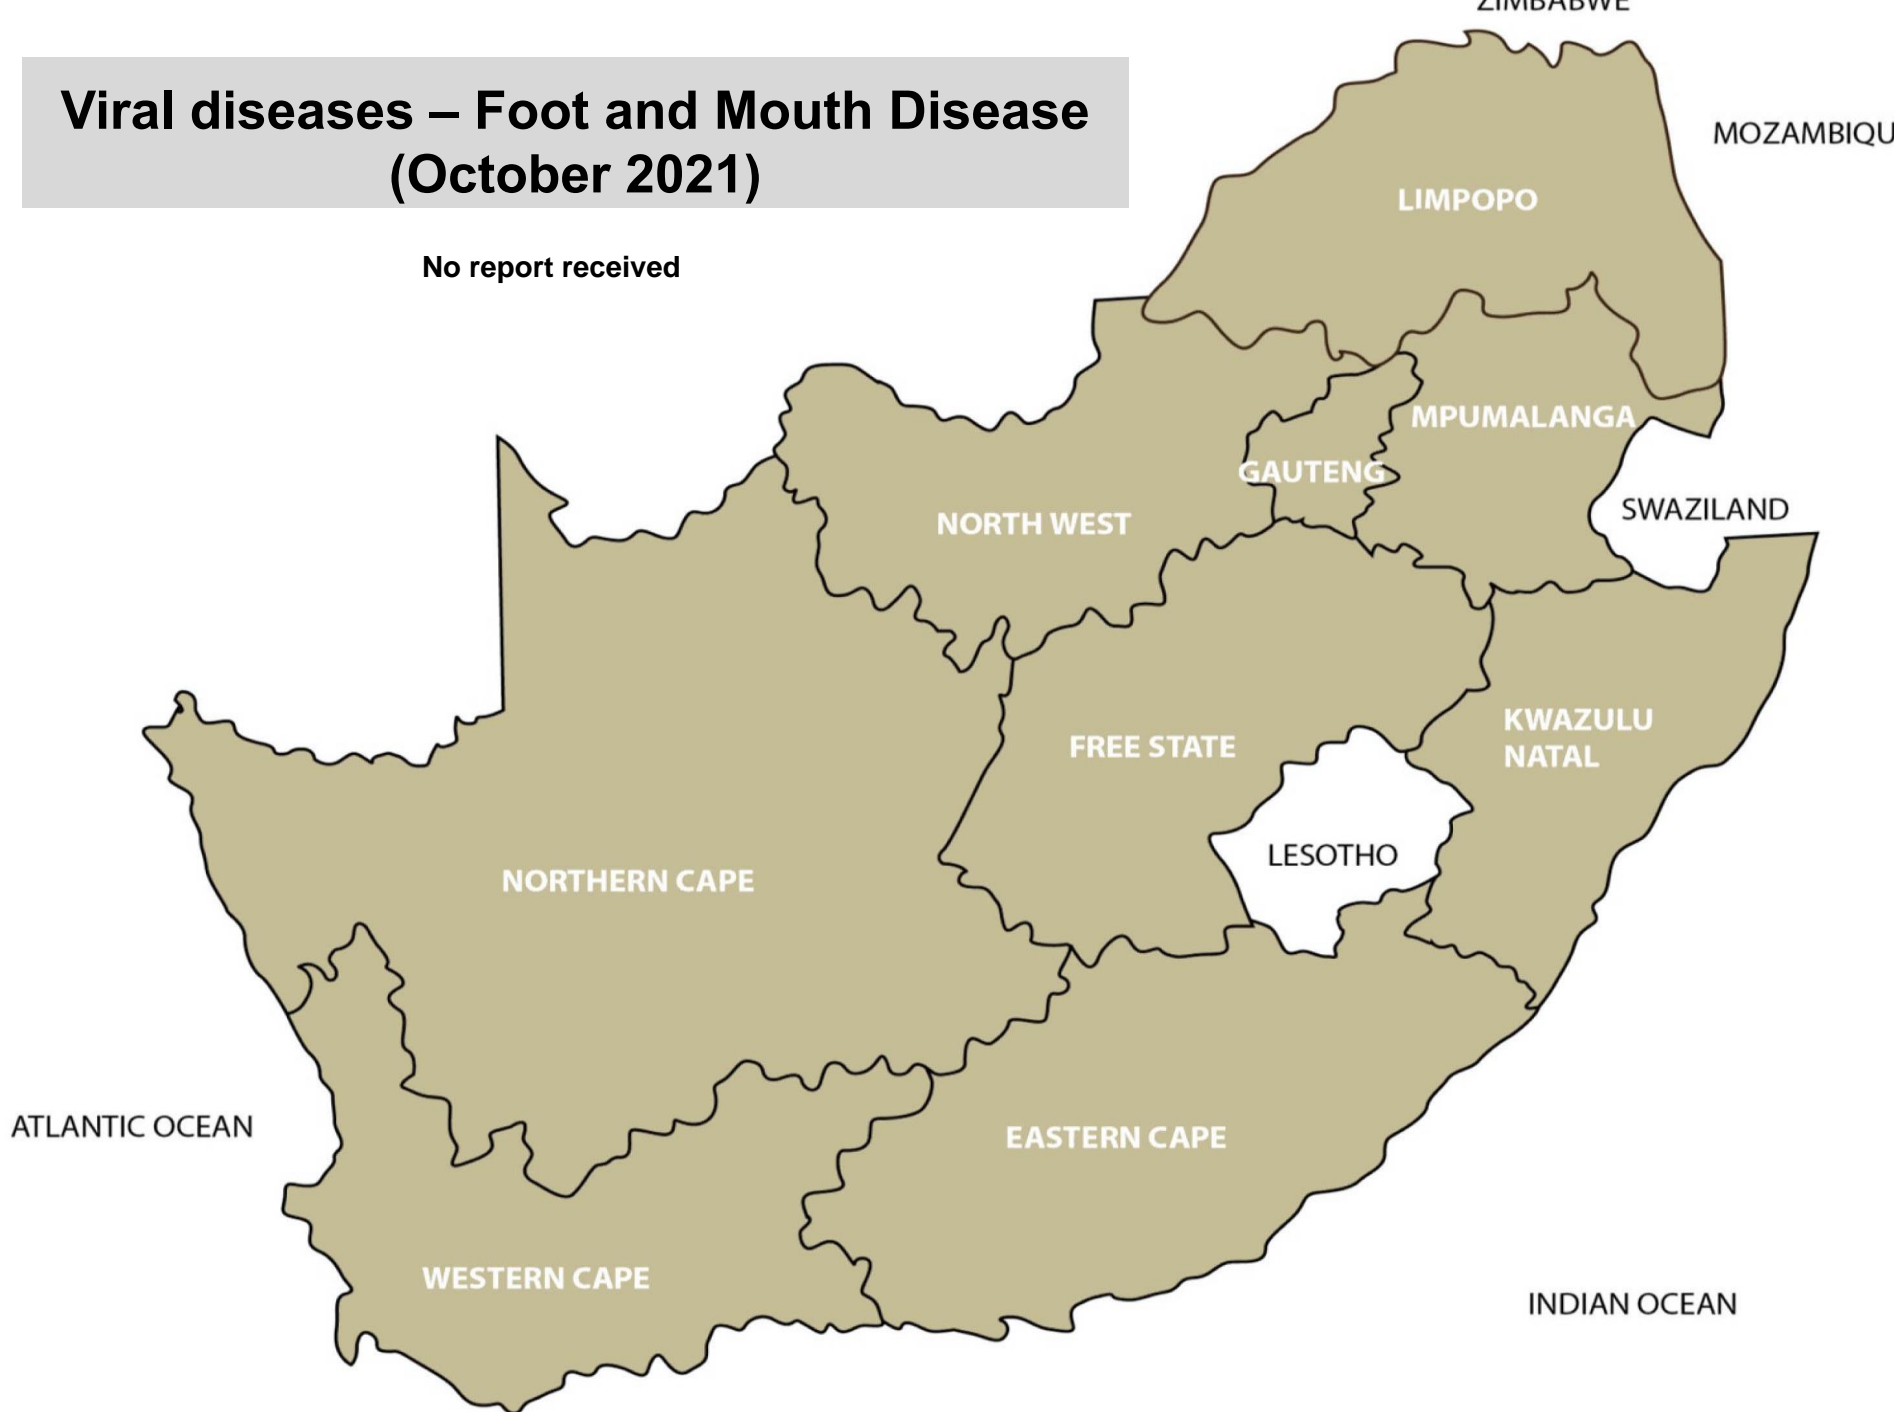 ZIMBABWE
Viral diseases – Foot and Mouth Disease
(October 2021)
MOZAMBIQU
LIMPOPO
No report received
MPUMALANGA
GAUTENG
SWAZILAND
NORTH WEST
KWAZULU
NATAL
FREE STATE
LESOTHO
NORTHERN CAPE
ATLANTIC OCEAN
EASTERN CAPE
WESTERN CAPE
INDIAN OCEAN